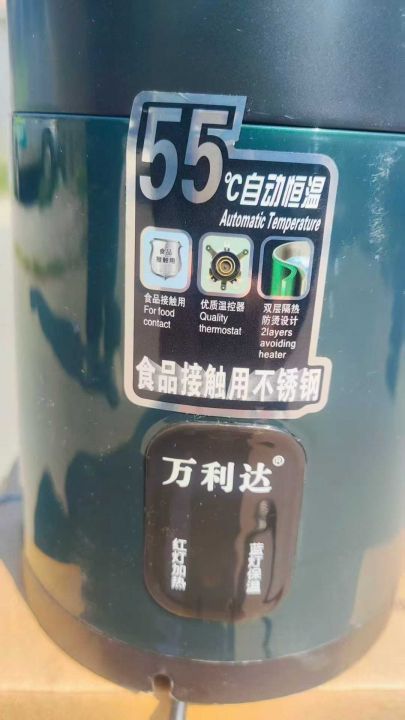 55℃自动恒温
Automatic Temperature
食品
接触用
食品接触用
For food
contact
优质温控器
Quality
thermostat
双层隔热
防烫设计
2layers
avoiding
heater
食品接触用不锈钢
万利达®
红灯加热
蓝灯保温